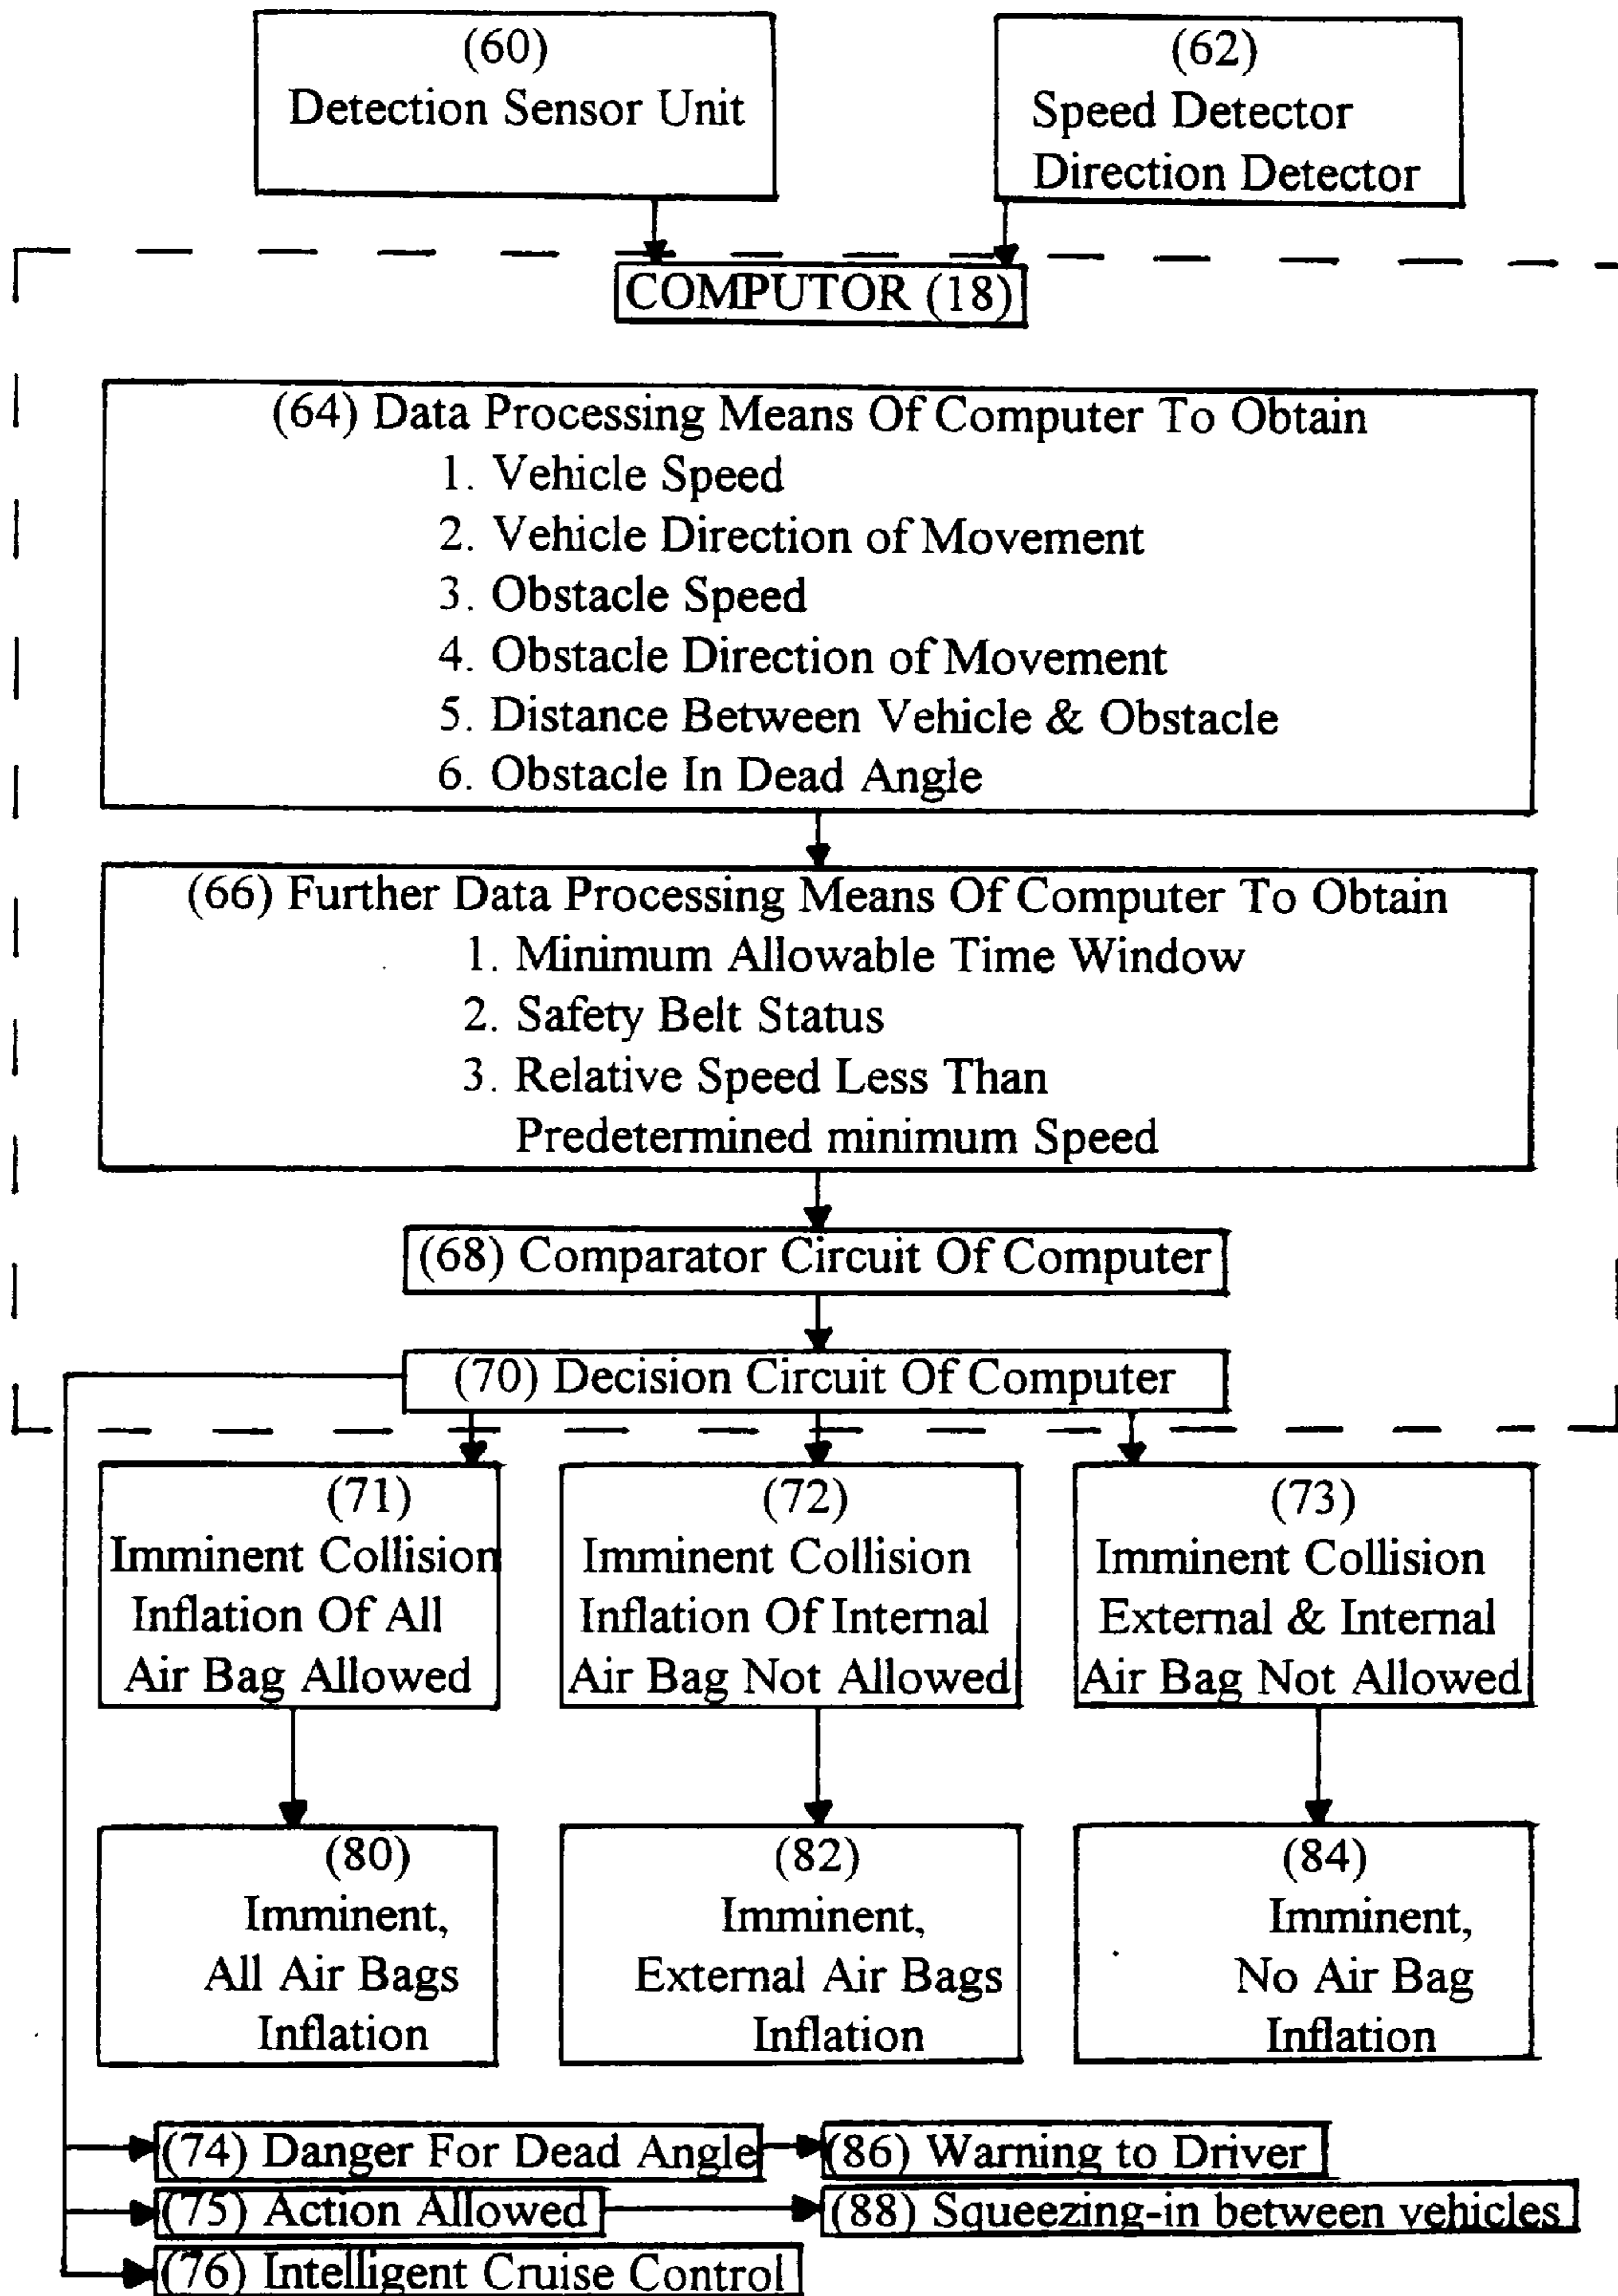 (60)
Detection Sensor Unit
(62)
Speed Detector
Direction Detector
COMPUTOR (18)
(64) Data Processing Means Of Computer To Obtain
1. Vehicle Speed
2. Vehicle Direction of Movement
3. Obstacle Speed
4. Obstacle Direction of Movement
5. Distance Between Vehicle & Obstacle
6. Obstacle In Dead Angle
(66) Further Data Processing Means Of Computer To Obtain
1. Minimum Allowable Time Window
2. Safety Belt Status
3. Relative Speed Less Than
Predetermined minimum Speed
(68) Comparator Circuit Of Computer
(70) Decision Circuit Of Computer
(71)
Imminent Collision
Inflation Of All
Air Bag Allowed
(72)
Imminent Collision
Inflation Of Internal
Air Bag Not Allowed
(73)
Imminent Collision
External & Internal
Air Bag Not Allowed
(80)
Imminent,
All Air Bags
Inflation
(82)
Imminent,
External Air Bags
Inflation
(84)
Imminent,
No Air Bag
Inflation
(74) Danger For Dead Angle
(86) Warning to Driver
(75) Action Allowed
(88) Squeezing-in between vehicles
(76) Intelligent Cruise Control